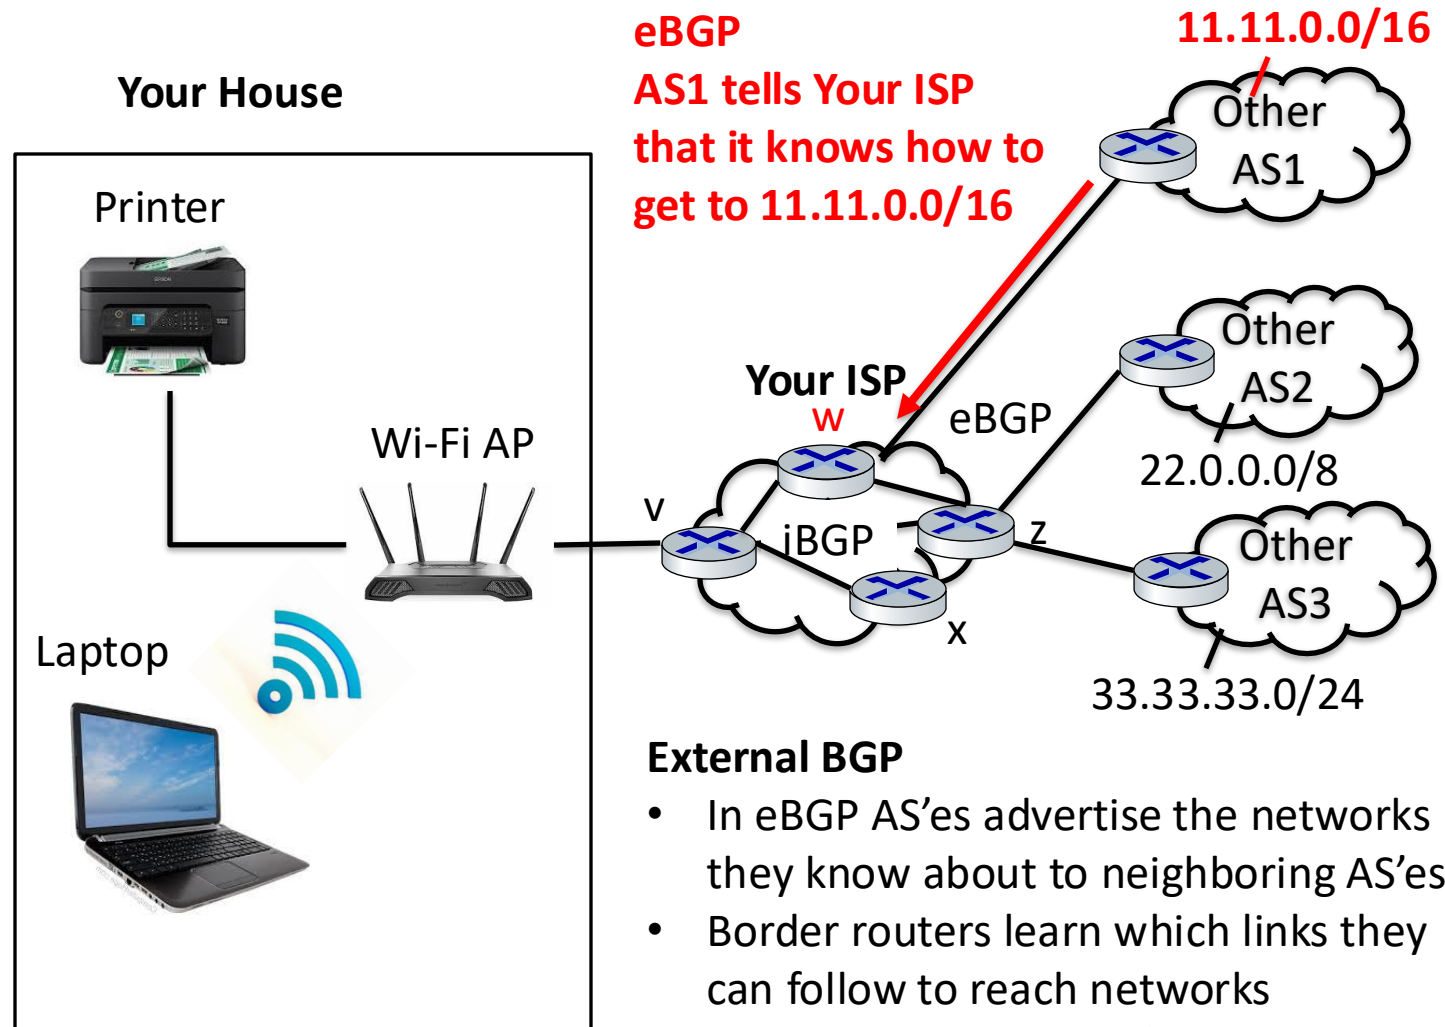 eBGP
AS1 tells Your ISP
that it knows how to
get to 11.11.0.0/16
11.11.0.0/16
Your House
Other
AS1
Printer
Other
AS2
22.0.0.0/8
Your ISP
w
eBGP
Wi-Fi AP
v
iBGP
z
x
Other
AS3
33.33.33.0/24
Laptop
External BGP
• In eBGP AS’es advertise the networks
they know about to neighboring AS’es
• Border routers learn which links they
can follow to reach networks